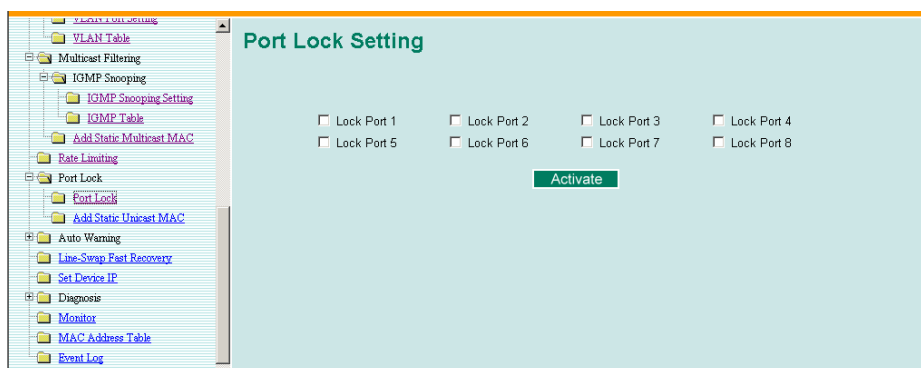 VLAN Port Setting
VLAN Table
Multicast Filtering
IGMP Snooping
IGMP Snooping Setting
IGMP Table
Add Static Multicast MAC
Rate Limiting
Port Lock
Port Lock
Add Static Unicast MAC
Auto Warning
Line-Swap Fast Recovery
Set Device IP
Diagnosis
Monitor
MAC Address Table
Event Log
Port Lock Setting
Lock Port 1 Lock Port 2 Lock Port 3 Lock Port 4
Lock Port 5 Lock Port 6 Lock Port 7 Lock Port 8
Activate